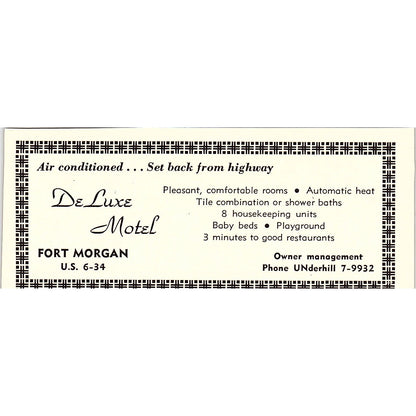 Air conditioned . . . Set back from highway
De Luxe
Motel
FORT MORGAN
U.S. 6-34
Pleasant, comfortable rooms • Automatic heat
Tile combination or shower baths
8 housekeeping units
Baby beds • Playground
3 minutes to good restaurants
Owner management
Phone UNderhill 7-9932